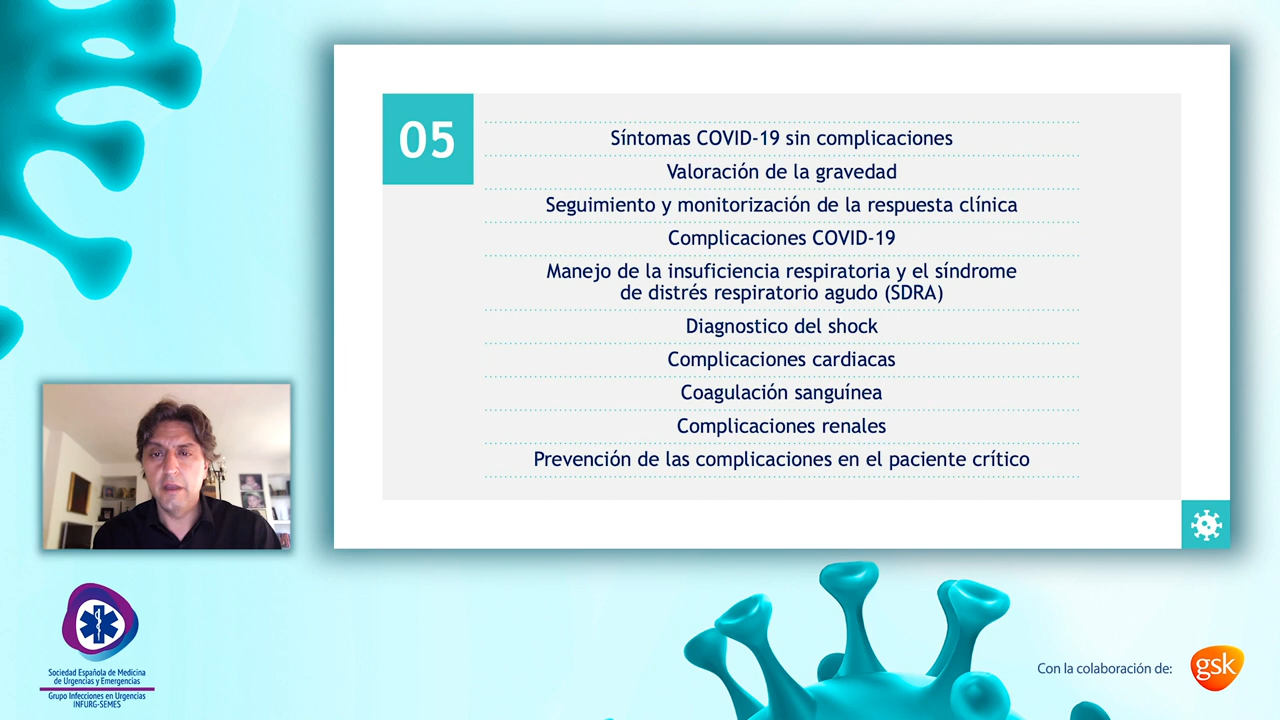 05
Síntomas COVID-19 sin complicaciones
Valoración de la gravedad
Seguimiento y monitorización de la respuesta clínica
Complicaciones COVID-19
Manejo de la insuficiencia respiratoria y el síndrome
de distrés respiratorio agudo (SDRA)
Diagnostico del shock
Complicaciones cardiacas
Coagulación sanguínea
Complicaciones renales
Prevención de las complicaciones en el paciente crítico
Sociedad Española de Medicina
de Urgencias y Emergencias
Grupo Infecciones en Urgencias
INFURG-SEMES
Con la colaboración de:
gsk